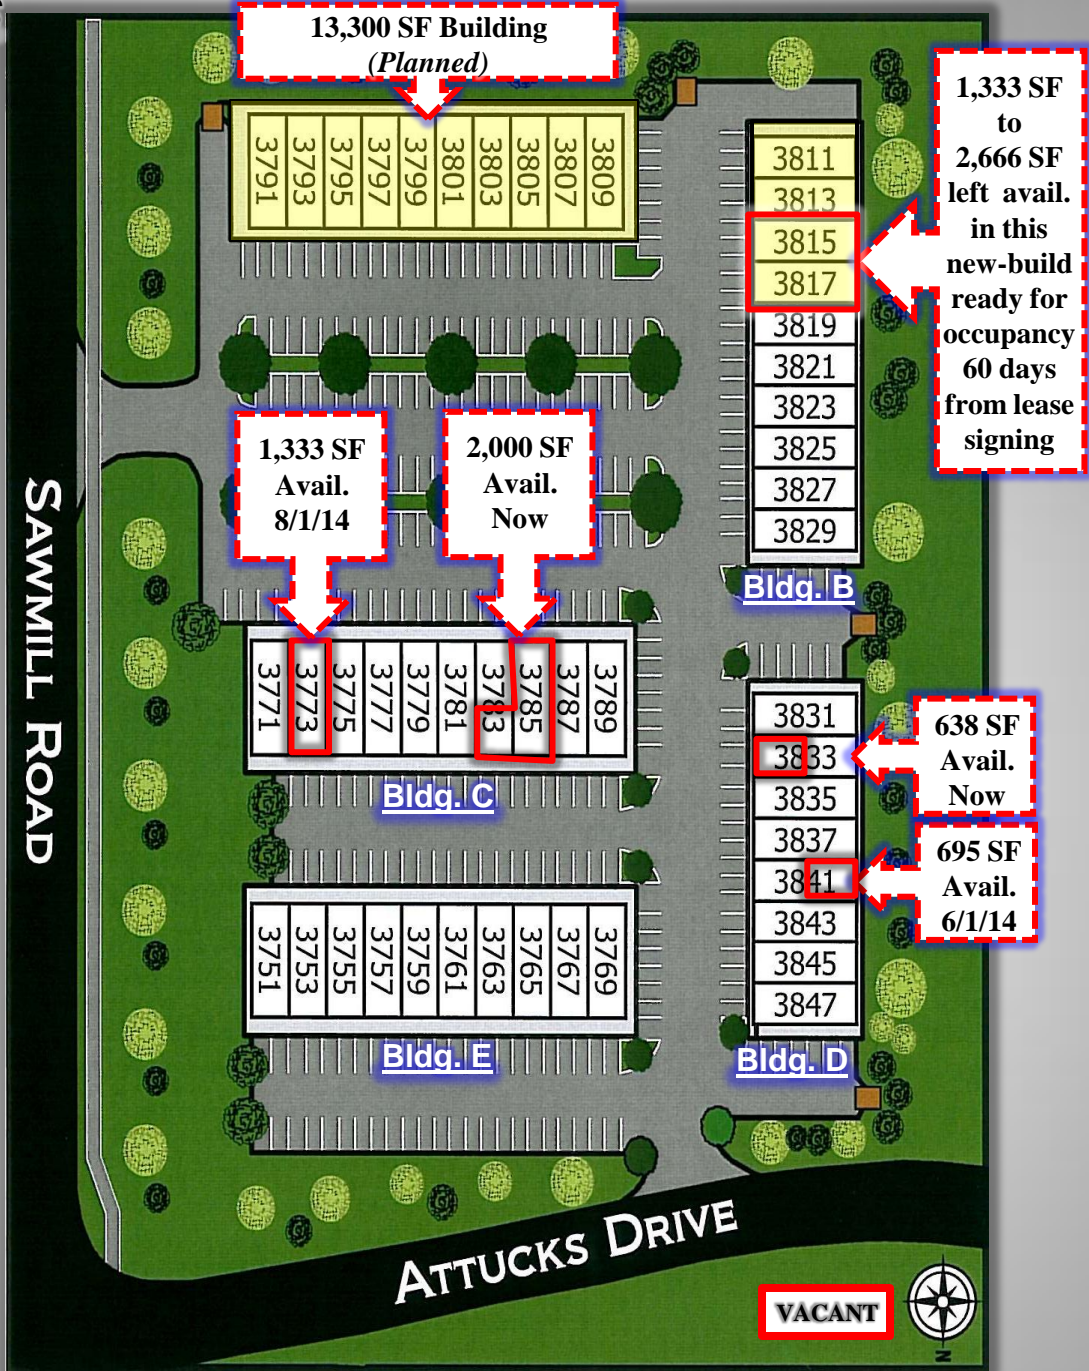 13,300 SF Building
(Planned)
1,333 SF
to
2,666 SF
left avail.
in this
new-build
ready for
occupancy
60 days
from lease
signing
3791
3793
3795
3797
3799
3801
3803
3805
3807
3809
3811
3813
3815
3817
3819
3821
3823
3825
3827
3829
Bldg. B
1,333 SF
Avail.
8/1/14
2,000 SF
Avail.
Now
SAWMILL ROAD
3771
3773
3775
3777
3779
3781
3783
3785
3787
3789
Bldg. C
3831
3833
3835
3837
3841
3843
3845
3847
Bldg. D
638 SF
Avail.
Now
695 SF
Avail.
6/1/14
3751
3753
3755
3757
3759
3761
3763
3765
3767
3769
Bldg. E
ATTUCKS DRIVE
VACANT
N